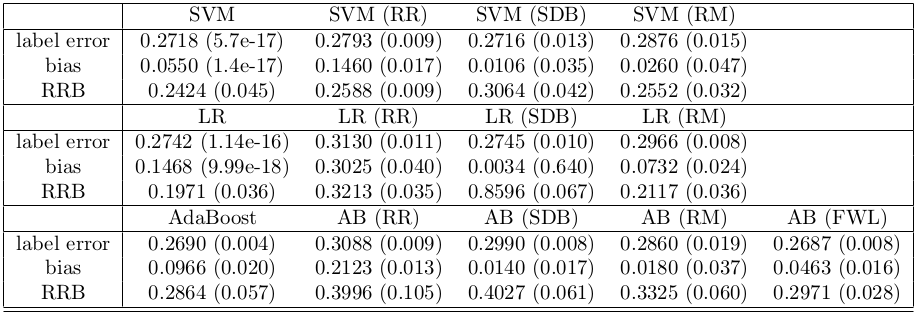 SVM SVM (RR) SVM (SDB) SVM (RM)
label error 0.2718 (5.7e-17) 0.2793 (0.009) 0.2716 (0.013) 0.2876 (0.015)
bias 0.0550 (1.4e-17) 0.1460 (0.017) 0.0106 (0.035) 0.0260 (0.047)
RRB 0.2424 (0.045) 0.2588 (0.009) 0.3064 (0.042) 0.2552 (0.032)
LR LR (RR) LR (SDB) LR (RM)
label error 0.2742 (1.14e-16) 0.3130 (0.011) 0.2745 (0.010) 0.2966 (0.008)
bias 0.1468 (9.99e-18) 0.3025 (0.040) 0.0034 (0.640) 0.0732 (0.024)
RRB 0.1971 (0.036) 0.3213 (0.035) 0.8596 (0.067) 0.2117 (0.036)
AdaBoost AB (RR) AB (SDB) AB (RM) AB (FWL)
label error 0.2690 (0.004) 0.3088 (0.009) 0.2990 (0.008) 0.2860 (0.019) 0.2687 (0.008)
bias 0.0966 (0.020) 0.2123 (0.013) 0.0140 (0.017) 0.0180 (0.037) 0.0463 (0.016)
RRB 0.2864 (0.057) 0.3996 (0.105) 0.4027 (0.061) 0.3325 (0.060) 0.2971 (0.028)